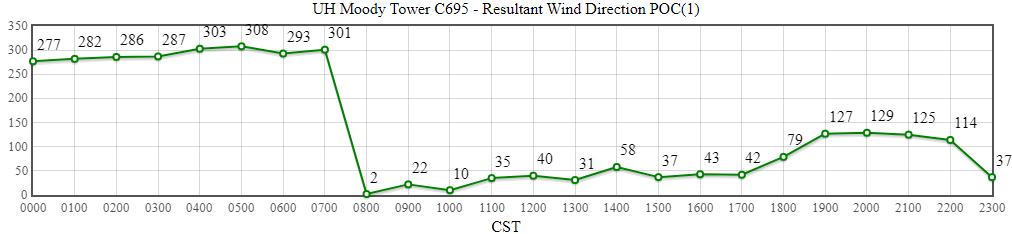 UH Moody Tower C695 - Resultant Wind Direction POC(1)
350
300
250
200
150
100
50
0
277 282 286 287 303 308 293 301 2 22 10 35 40 31 58 37 43 42 79 127 129 125 114 37
0000 0100 0200 0300 0400 0500 0600 0700 0800 0900 1000 1100 1200 1300 1400 1500 1600 1700 1800 1900 2000 2100 2200 2300
CST